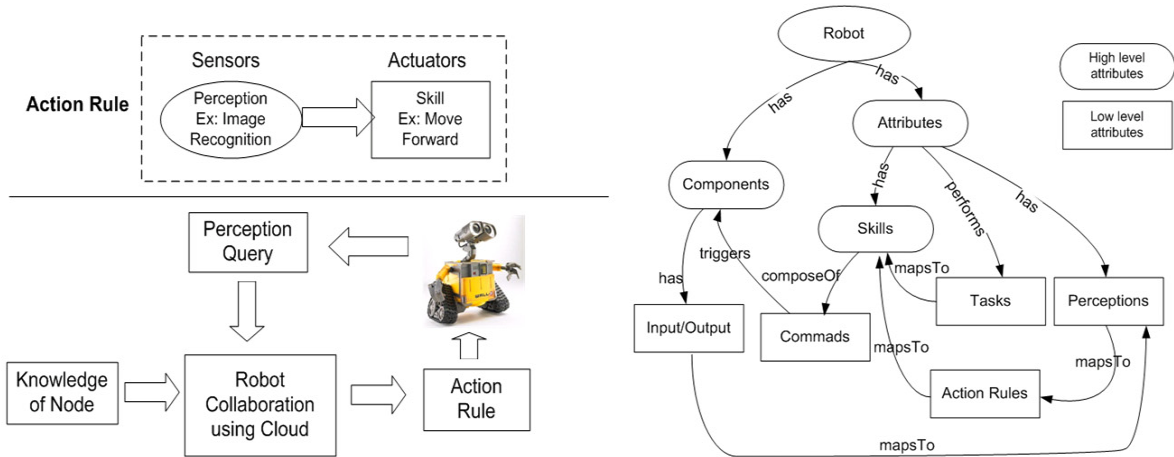 Sensors
Actuators
Action Rule
Perception
Ex: Image
Recognition
Skill
Ex: Move
Forward
Perception
Query
WALL·E
Knowledge
of Node
Robot
Collaboration
using Cloud
Action
Rule
Robot
has
has
High level
attributes
Low level
attributes
Attributes
Components
has
performs
has
Skills
triggers
composeOf
mapsTo
has
Input/Output
Commads
Tasks
Perceptions
mapsTo
mapsTo
Action Rules
mapsTo